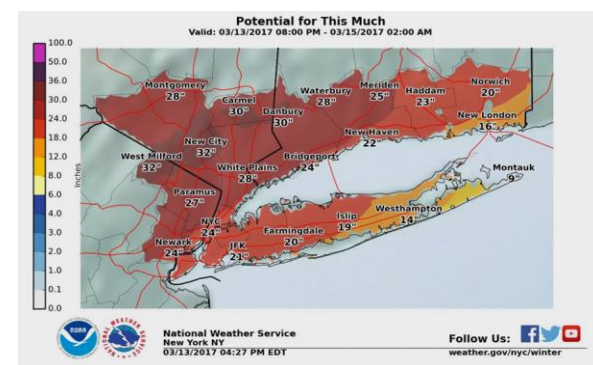 Potential for This Much
Valid: 03/13/2017 08:00 PM - 03/15/2017 02:00 AM
100.0
50.0
36.0
30.0
24.0
18.0
12.0
8.0
6.0
4.0
3.0
2.0
1.0
0.1
0.0
Inches
Montgomery
28"
Carmel
30"
Danbury
30"
Waterbury
28"
Meriden
25"
Haddam
23"
Norwich
20"
New London
16"
New Haven
22
New City
32"
West Milford
32"
White Plains
28"
Bridgeport
24"
Montauk
9"
Paramus
27"
NYC
24"
Newark
24"
JFK
21"
Farmingdale
20"
Islip
19"
Westhampton
14"
NOAA
National Weather Service
New York NY
03/13/2017 04:27 PM EDT
Follow Us:
weather.gov/nyc/winter